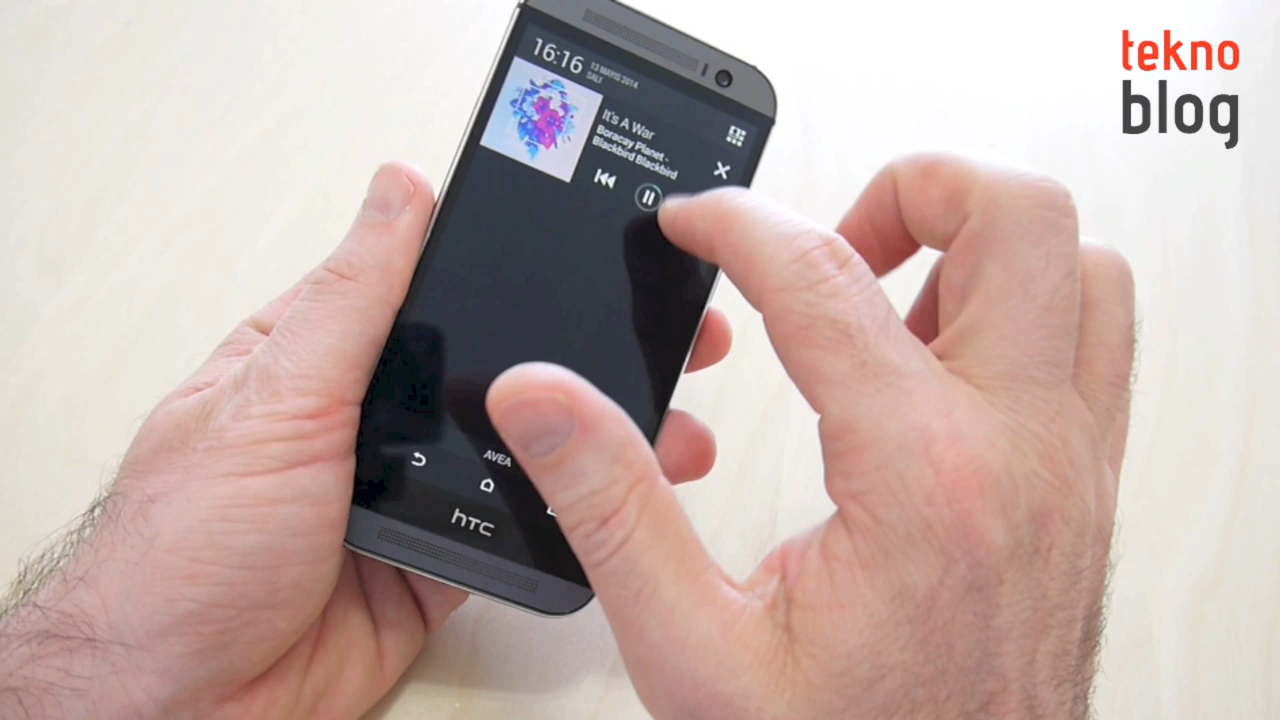 tekno
blog
16:16
13 MAYIS 2014
SALI
It's A War
Boracay Planet -
Blackbird Blackbird
AVEA
hTC